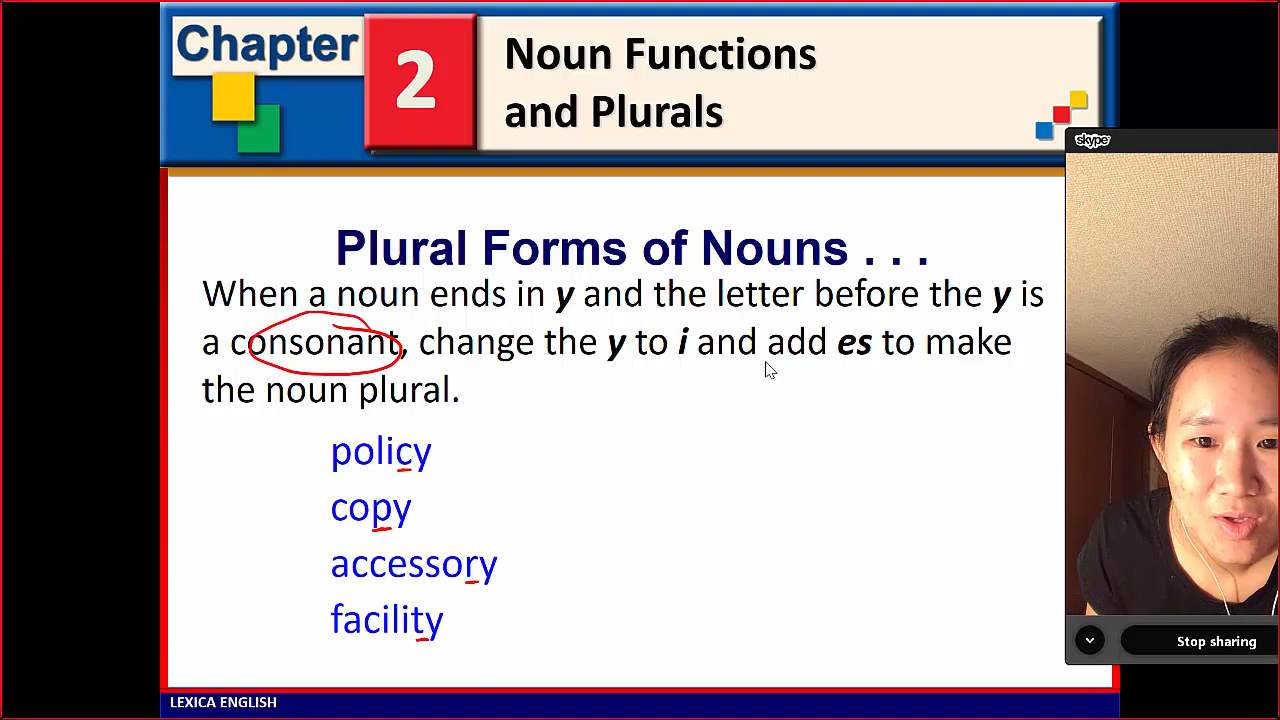 Chapter
2
Noun Functions
and Plurals
skype
Plural Forms of Nouns . . .
When a noun ends in y and the letter before the y is
a consonant, change the y to i and add es to make
the noun plural.
policy
copy
accessory
facility
Stop sharing
LEXICA ENGLISH